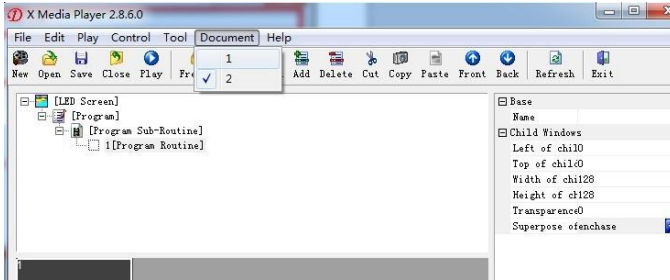 X Media Player 2.8.6.0
File Edit Play Control Tool Document Help
1
2
New Open Save Close Play Add Delete Cut Copy Paste Front Back Refresh Exit
[LED Screen]
[Program]
[Program Sub-Routine]
1[Program Routine]
Base
Name
Child Windows
Left of chil0
Top of chil0
Width of chi128
Height of ch128
Transparence0
Superpose ofenchase
1